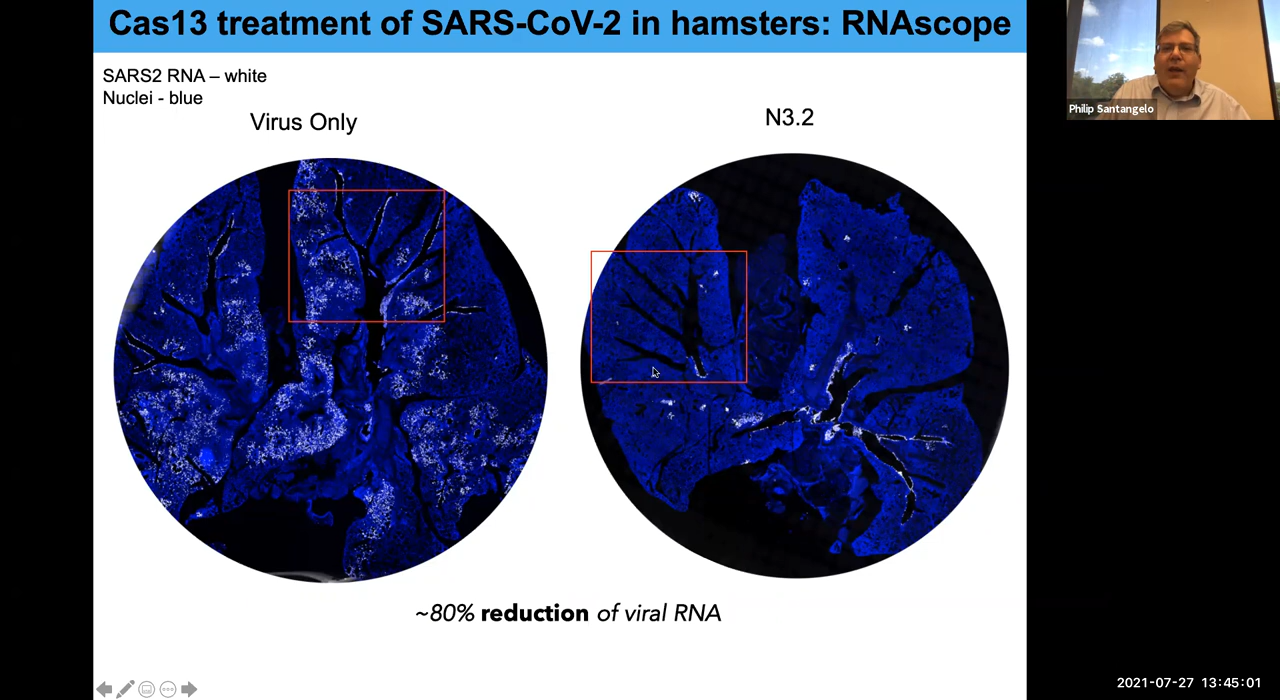 Cas13 treatment of SARS-CoV-2 in hamsters: RNAscope
SARS2 RNA – white
Nuclei - blue
Virus Only
N3.2
~80% reduction of viral RNA
Philip Santangelo
2021-07-27 13:45:01